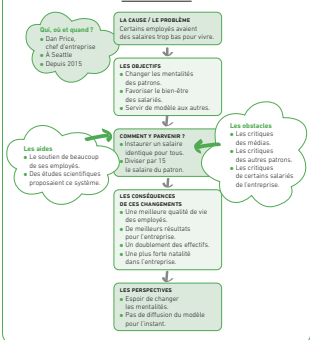 Qui, où et quand ?
• Dan Price,
chef d'entreprise
• À Seattle
• Depuis 2015
LA CAUSE / LE PROBLÈME
Certains employés avaient
des salaires trop bas pour vivre.
LES OBJECTIFS
• Changer les mentalités
des patrons.
• Favoriser le bien-être
des salariés.
• Servir de modèle aux autres.
Les aides
• Le soutien de beaucoup
de ses employés.
• Des études scientifiques
proposaient ce système.
COMMENT Y PARVENIR ?
• Instaurer un salaire
identique pour tous.
• Diviser par 15
le salaire du patron.
Les obstacles
• Les critiques
des médias.
• Les critiques
des autres patrons.
• Les critiques
de certains salariés
de l'entreprise.
LES CONSÉQUENCES
DE CES CHANGEMENTS
• Une meilleure qualité de vie
des employés.
• De meilleurs résultats
pour l'entreprise.
• Un doublement des effectifs.
• Une plus forte natalité
dans l'entreprise.
LES PERSPECTIVES
• Espoir de changer
les mentalités.
• Pas de diffusion du modèle
pour l'instant.